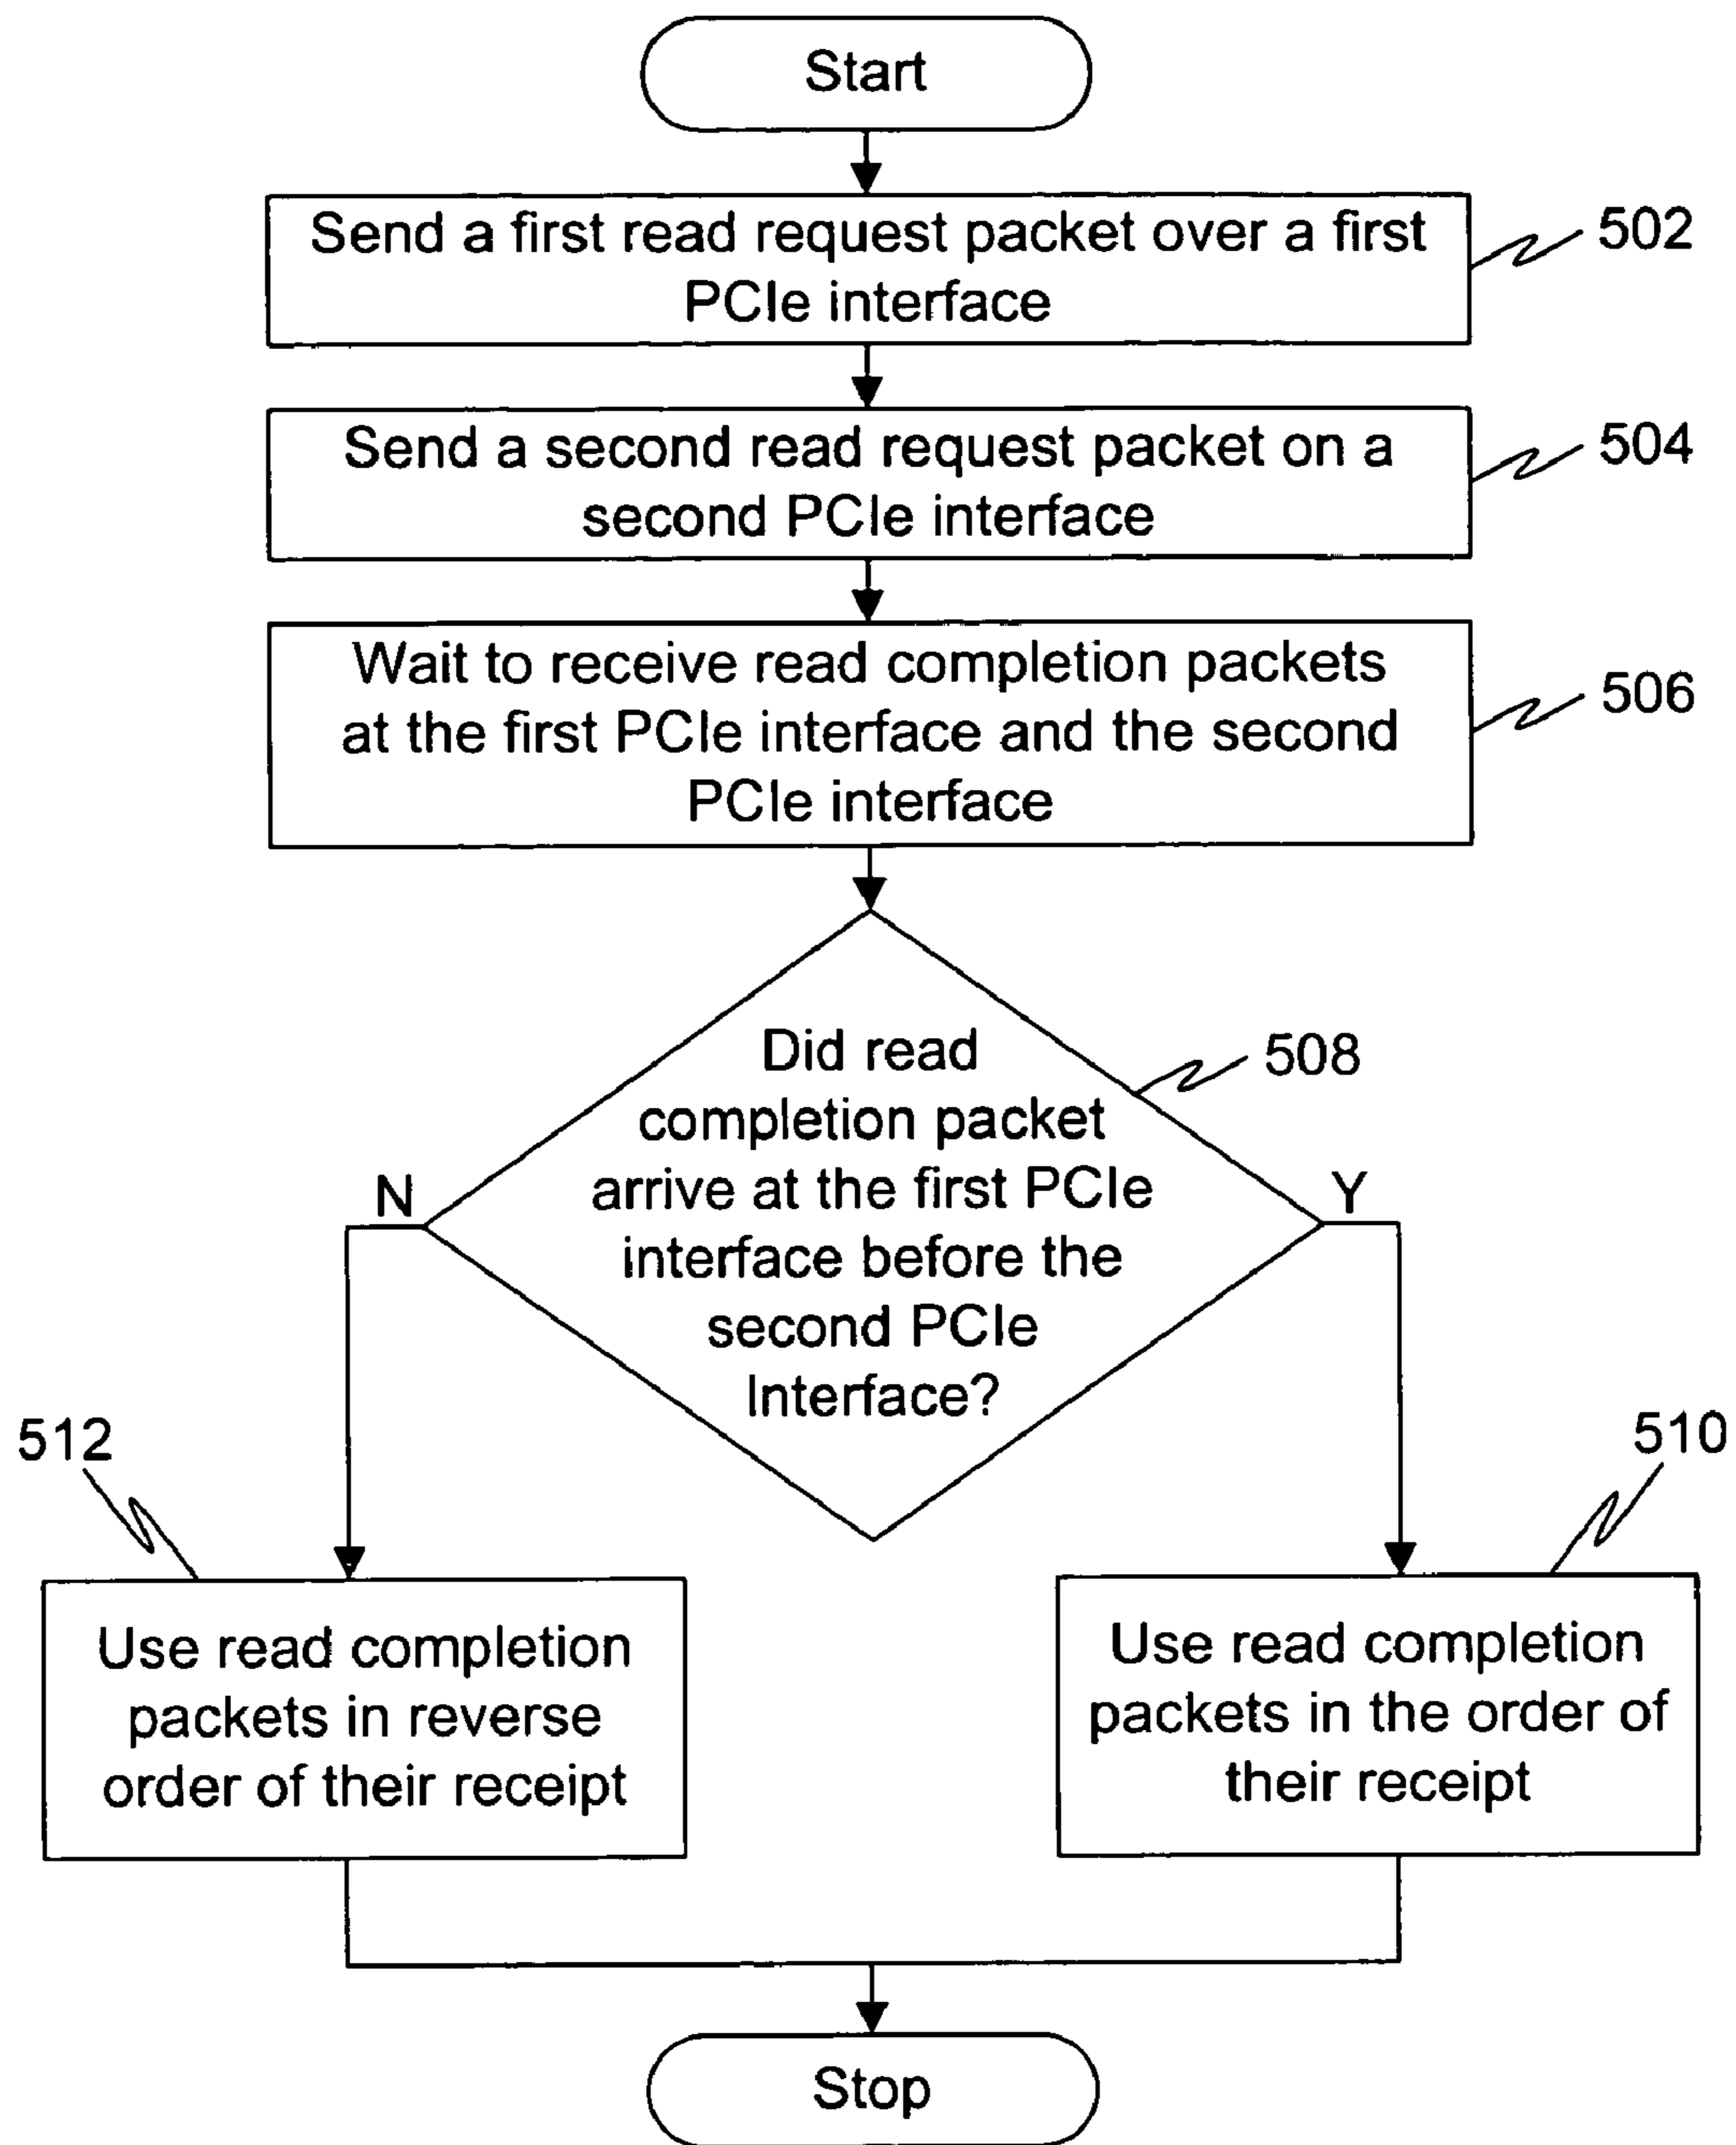 Start
Send a first read request packet over a first
PCIe interface
502
Send a second read request packet on a
second PCIe interface
504
Wait to receive read completion packets
at the first PCIe interface and the second
PCIe interface
506
Did read
completion packet
arrive at the first PCIe
interface before the
second PCIe
Interface?
508
N
Y
512
510
Use read completion
packets in reverse
order of their receipt
Use read completion
packets in the order of
their receipt
Stop